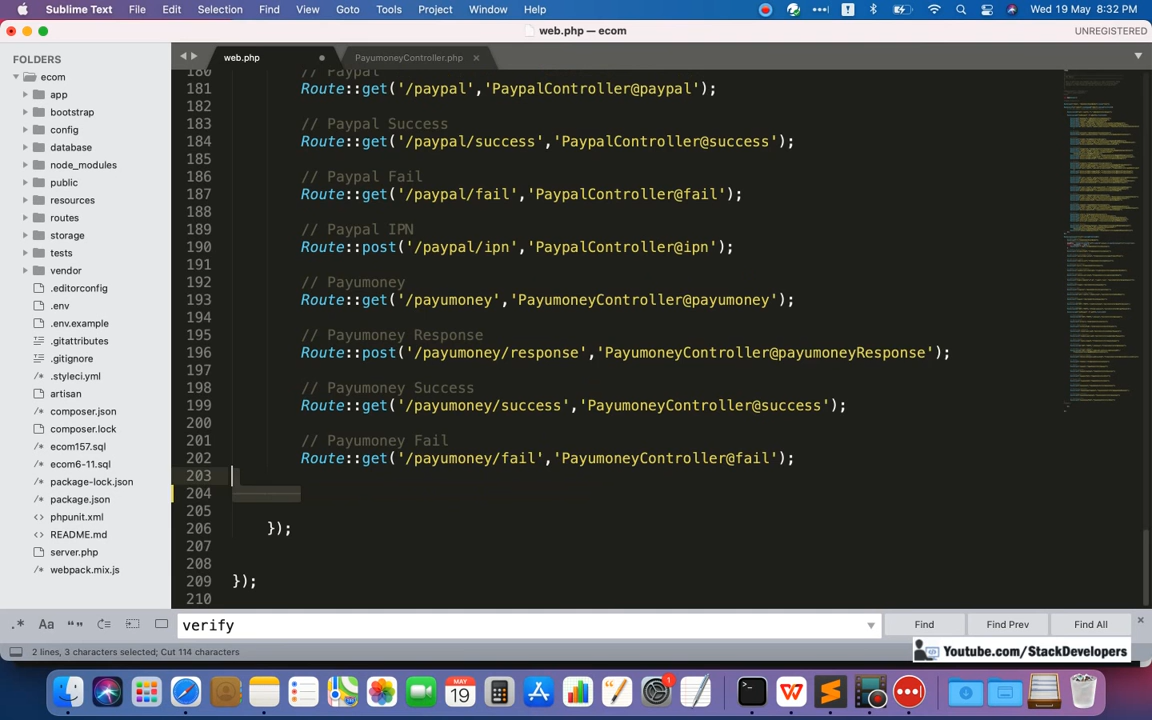 Sublime Text File Edit Selection Find View Goto Tools Project Window Help Wed 19 May 8:32 PM
web.php — ecom UNREGISTERED
FOLDERS
ecom
app
bootstrap
config
database
node_modules
public
resources
routes
storage
tests
vendor
.editorconfig
.env
.env.example
.gitattributes
.gitignore
.styleci.yml
artisan
composer.json
composer.lock
ecom157.sql
ecom6-11.sql
package-lock.json
package.json
phpunit.xml
README.md
server.php
webpack.mix.js
web.php PayumoneyController.php
180 // Paypal
181 Route::get('/paypal','PaypalController@paypal');
182
183 // Paypal Success
184 Route::get('/paypal/success','PaypalController@success');
185
186 // Paypal Fail
187 Route::get('/paypal/fail','PaypalController@fail');
188
189 // Paypal IPN
190 Route::post('/paypal/ipn','PaypalController@ipn');
191
192 // Payumoney
193 Route::get('/payumoney','PayumoneyController@payumoney');
194
195 // Payumoney Response
196 Route::post('/payumoney/response','PayumoneyController@payumoneyResponse');
197
198 // Payumoney Success
199 Route::get('/payumoney/success','PayumoneyController@success');
200
201 // Payumoney Fail
202 Route::get('/payumoney/fail','PayumoneyController@fail');
203
204
205
206 });
207
208
209 });
210
verify Find Find Prev Find All
2 lines, 3 characters selected; Cut 114 characters
Youtube.com/StackDevelopers
MAY
19
1